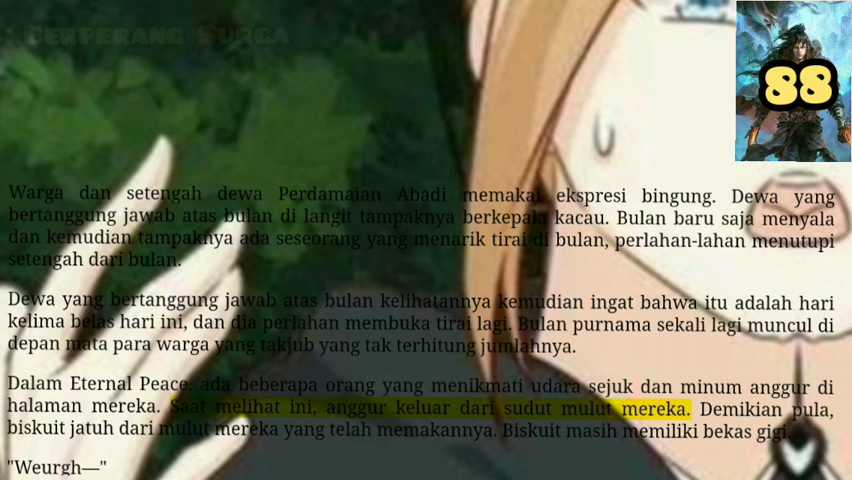 Berperang Surga
88
Warga dan setengah dewa Perdamaian Abadi memakai ekspresi bingung. Dewa yang
bertanggung jawab atas bulan di langit tampaknya berkepala kacau. Bulan baru saja menyala
dan kemudian tampaknya ada seseorang yang menarik tirai di bulan, perlahan-lahan menutupi
setengah dari bulan.
Dewa yang bertanggung jawab atas bulan kelihatannya kemudian ingat bahwa itu adalah hari
kelima belas hari ini, dan dia perlahan membuka tirai lagi. Bulan purnama sekali lagi muncul di
depan mata para warga yang takjub yang tak terhitung jumlahnya.
Dalam Eternal Peace, ada beberapa orang yang menikmati udara sejuk dan minum anggur di
halaman mereka. Saat melihat ini, anggur keluar dari sudut mulut mereka. Demikian pula,
biskuit jatuh dari mulut mereka yang telah memakannya. Biskuit masih memiliki bekas gigi.
"Weurgh—"